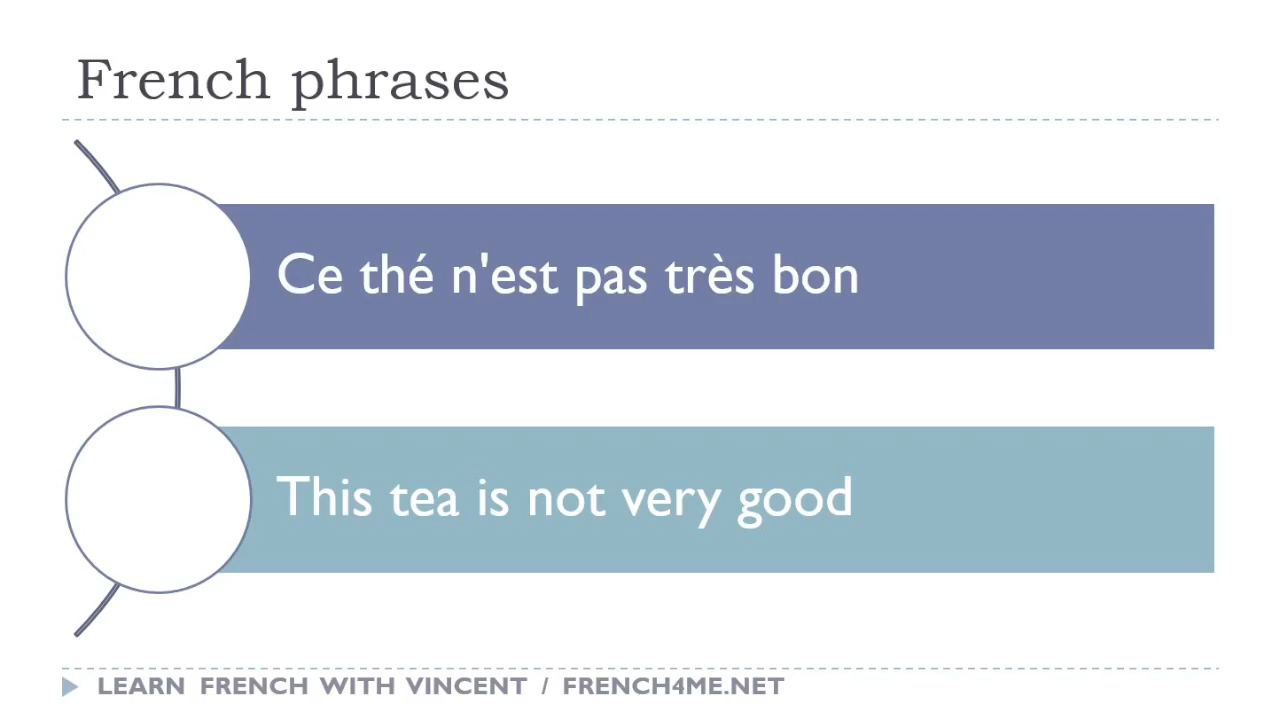 French phrases
Ce thé n'est pas très bon
This tea is not very good
LEARN FRENCH WITH VINCENT / FRENCH4ME.NET